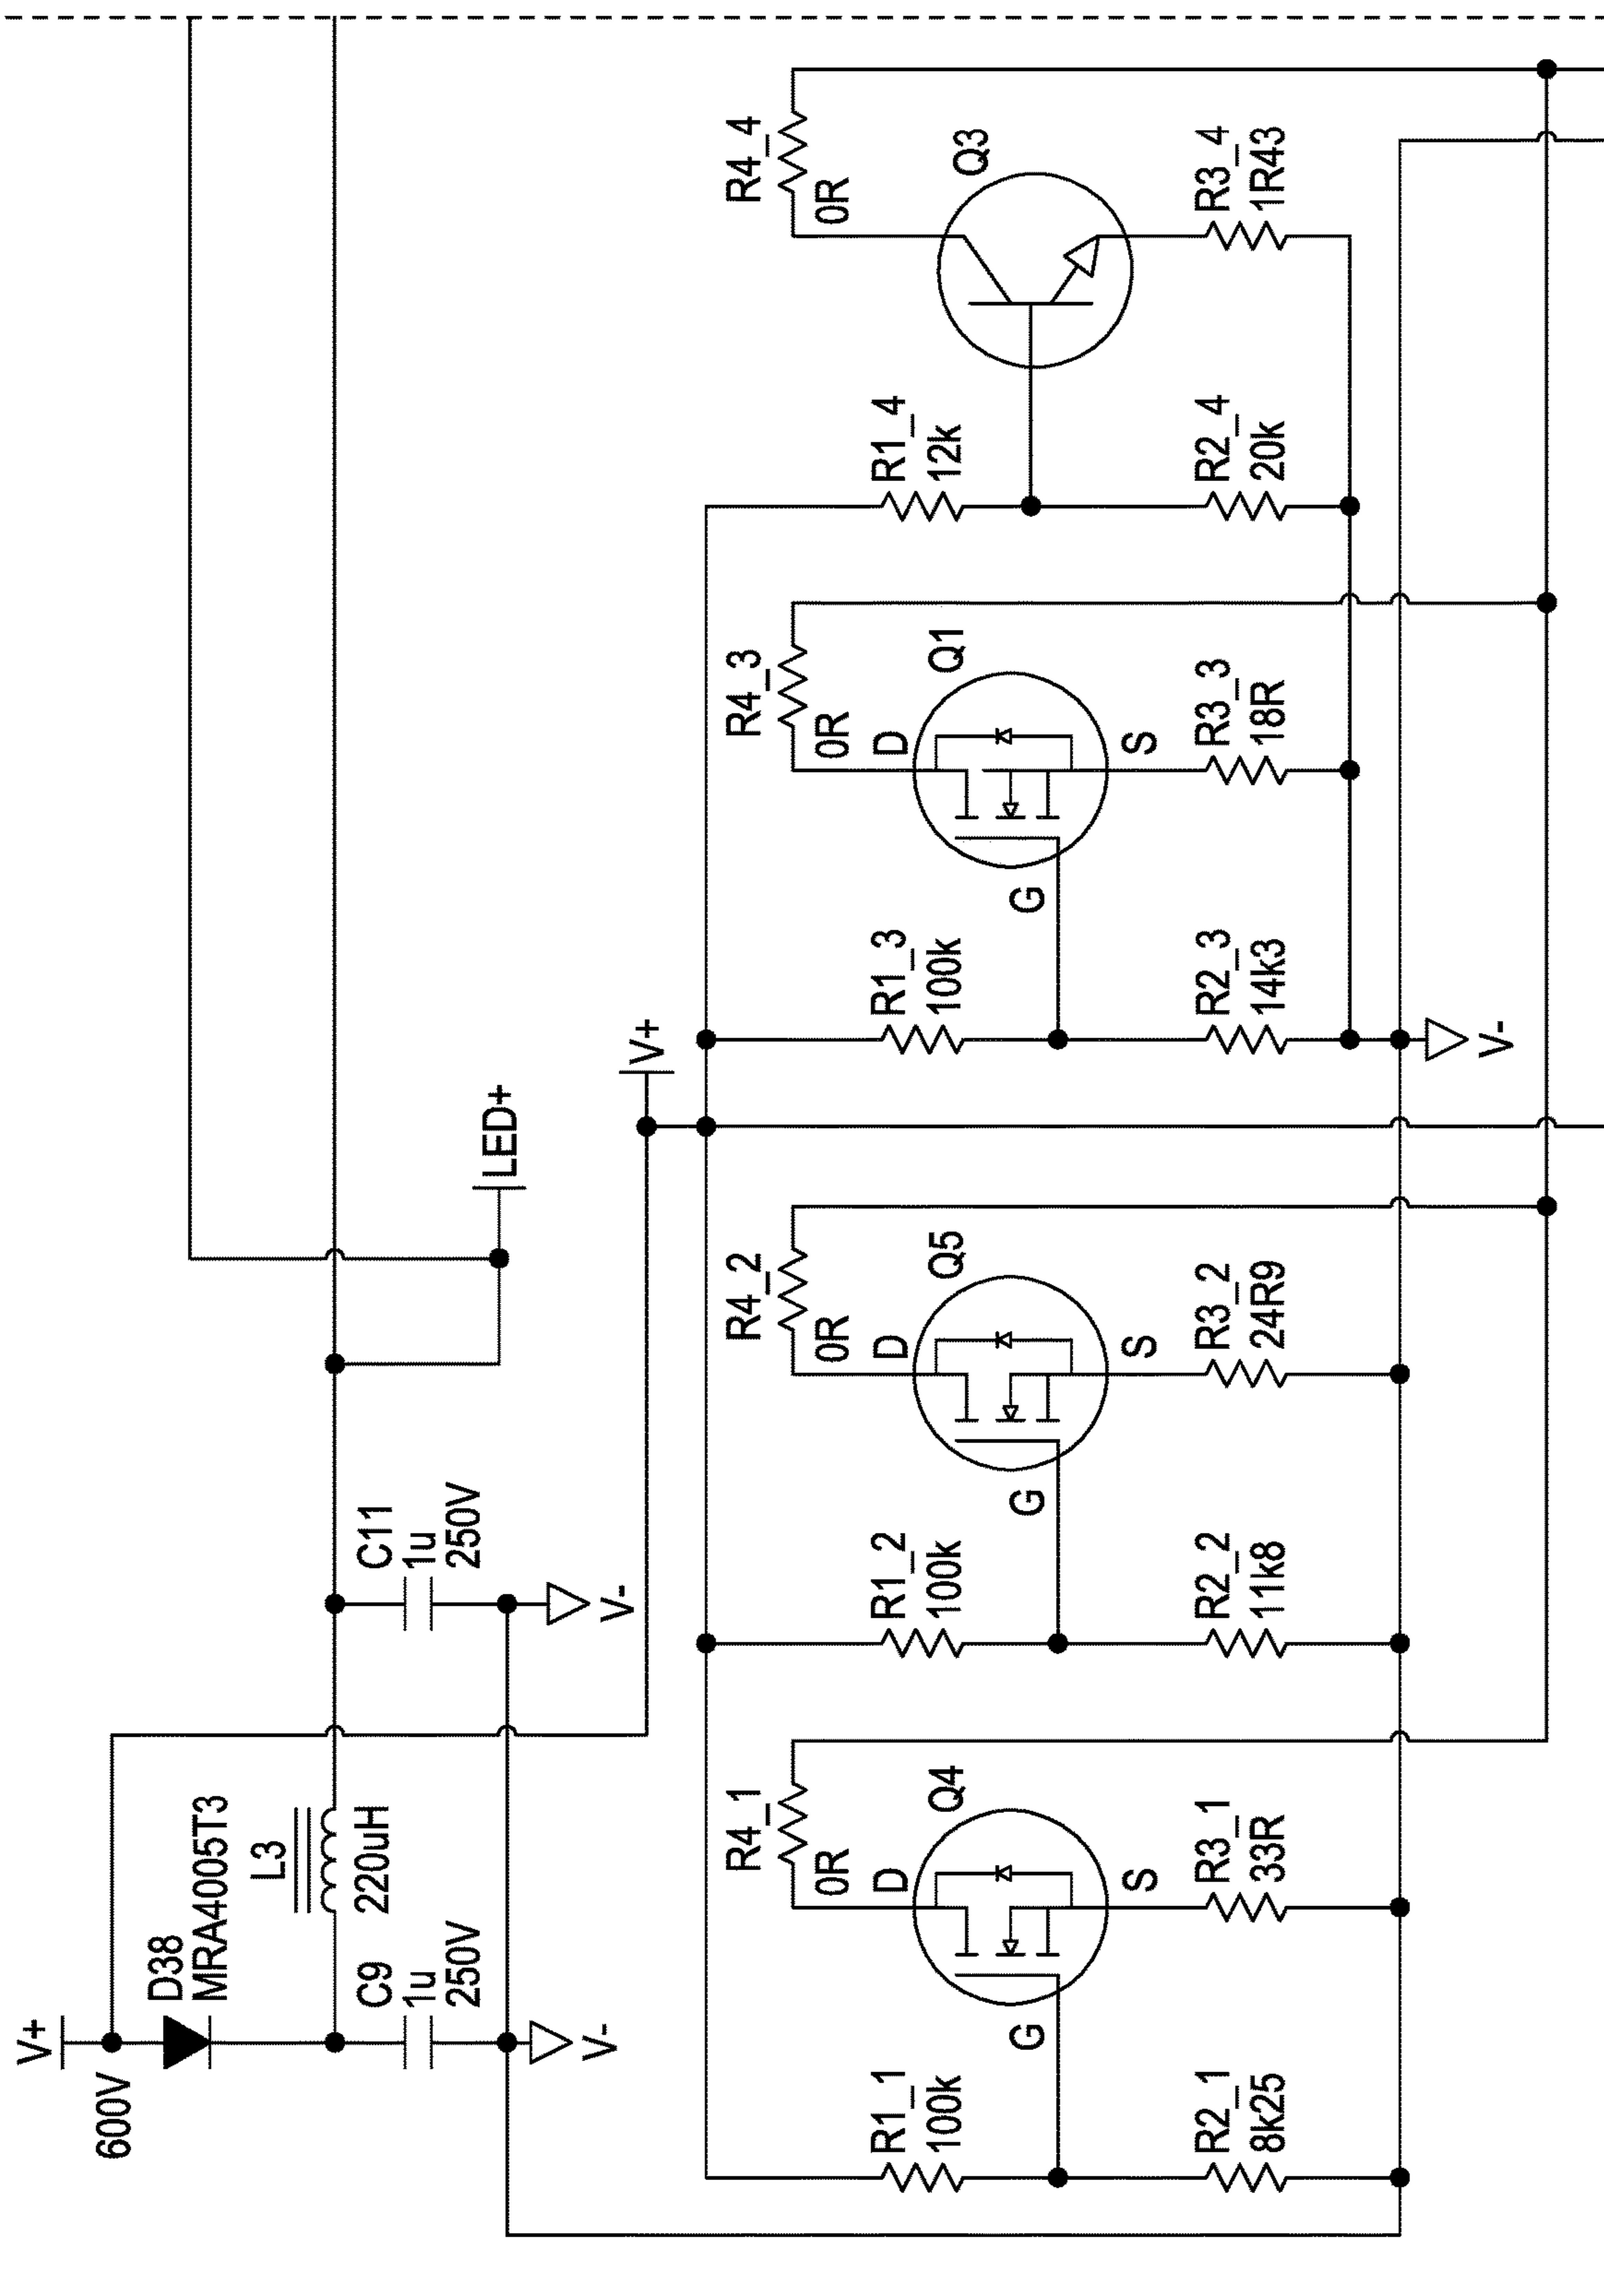 V+
600V
D38
MRA4005T3
L3
220uH
C9
1u
250V
V-
C11
1u
250V
V-
LED+
V+
R1_1
100k
R2_1
8k25
G
D
S
Q4
R4_1
0R
R3_1
33R
R1_2
100k
R2_2
11k8
G
D
S
Q5
R4_2
0R
R3_2
24R9
R1_3
100k
R2_3
14k3
V-
G
D
S
Q1
R4_3
0R
R3_3
18R
R1_4
12k
R2_4
20k
Q3
R4_4
0R
R3_4
1R43